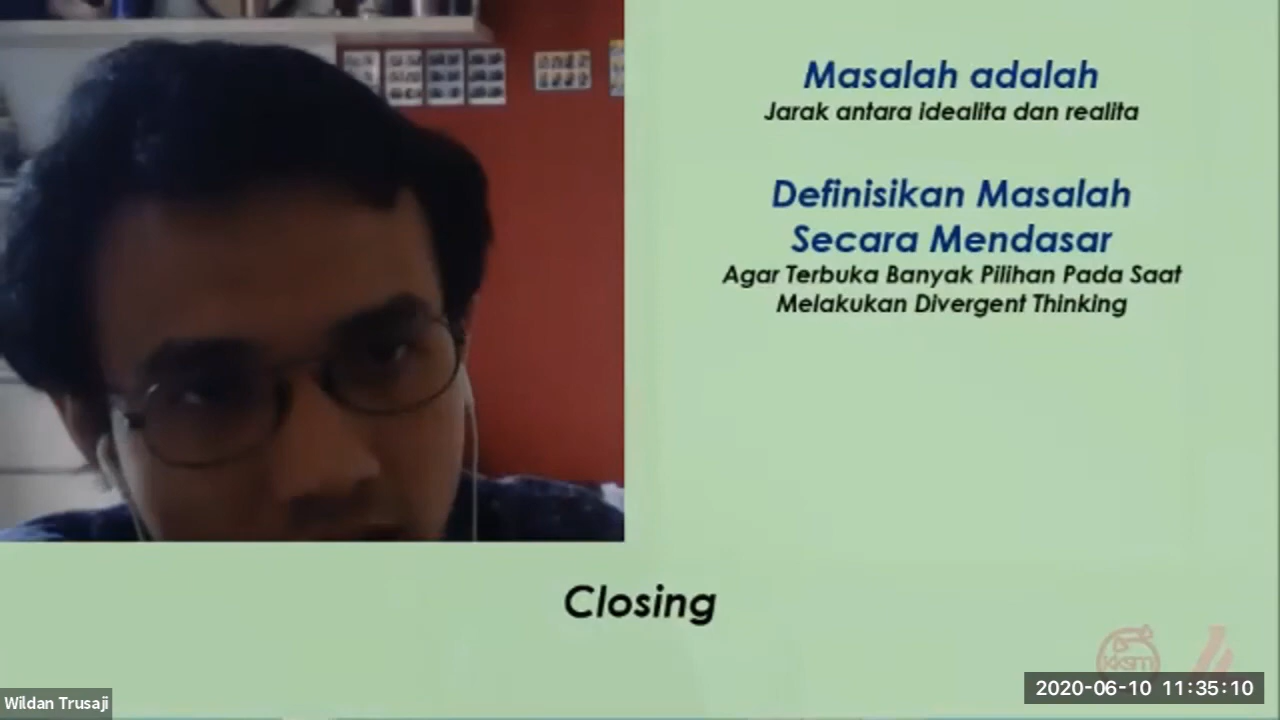 Masalah adalah
Jarak antara idealita dan realita
Definisikan Masalah
Secara Mendasar
Agar Terbuka Banyak Pilihan Pada Saat
Melakukan Divergent Thinking
Closing
KKSM
Wildan Trusaji
2020-06-10 11:35:10